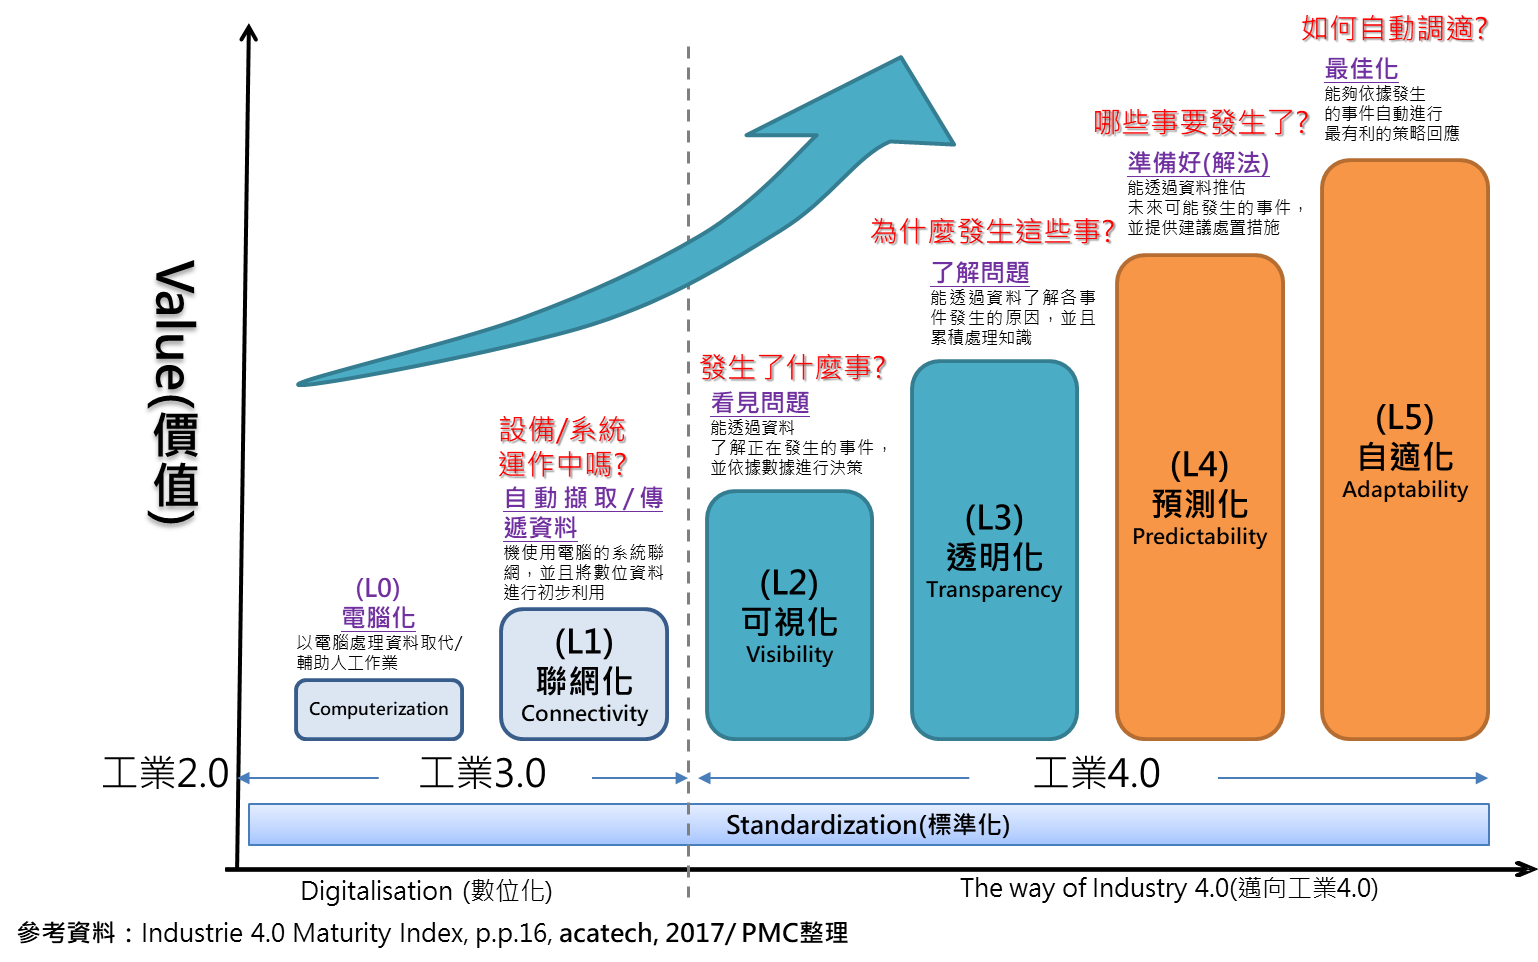 Value(價值)
(L0)
電腦化
以電腦處理資料取代/
輔助人工作業
Computerization
設備/系統
運作中嗎?
自動擷取/傳
遞資料
機使用電腦的系統聯
網，並且將數位資料
進行初步利用
(L1)
聯網化
Connectivity
發生了什麼事?
看見問題
能透過資料
了解正在發生的事件，
並依據數據進行決策
(L2)
可視化
Visibility
為什麼發生這些事?
了解問題
能透過資料了解各事
件發生的原因，並且
累積處理知識
(L3)
透明化
Transparency
哪些事要發生了?
準備好(解法)
能透過資料推估
未來可能發生的事件，
並提供建議處置措施
(L4)
預測化
Predictability
如何自動調適?
最佳化
能夠依據發生
的事件自動進行
最有利的策略回應
(L5)
自適化
Adaptability
工業2.0
工業3.0
工業4.0
Standardization(標準化)
Digitalisation (數位化)
The way of Industry 4.0(邁向工業4.0)
參考資料：Industrie 4.0 Maturity Index, p.p.16, acatech, 2017/ PMC整理